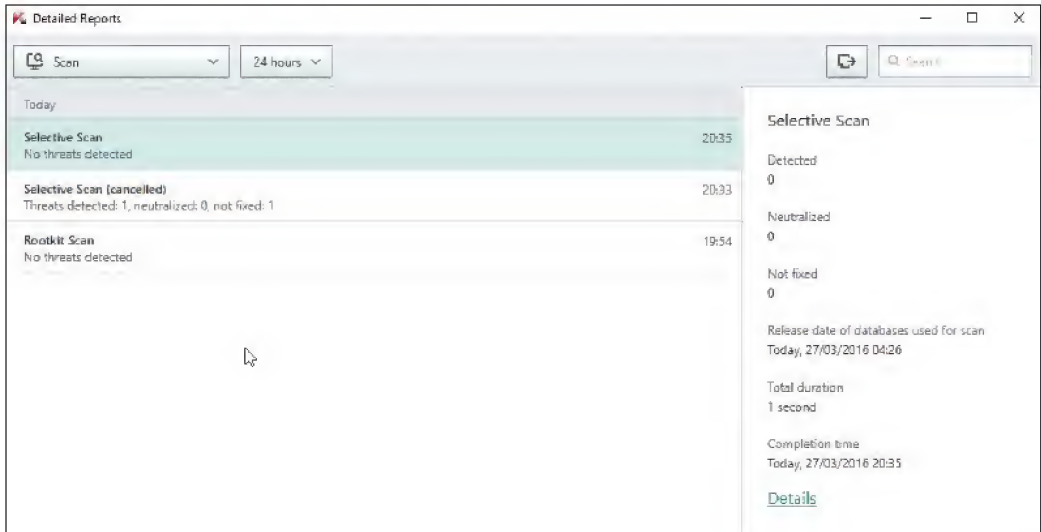 Detailed Reports
Scan
24 hours
Search
Today
Selective Scan
20:35
No threats detected
Selective Scan (cancelled)
20:33
Threats detected: 1, neutralized: 0, not fixed: 1
Rootkit Scan
19:54
No threats detected
Selective Scan
Detected
0
Neutralized
0
Not fixed
0
Release date of databases used for scan
Today, 27/03/2016 04:26
Total duration
1 second
Completion time
Today, 27/03/2016 20:35
Details